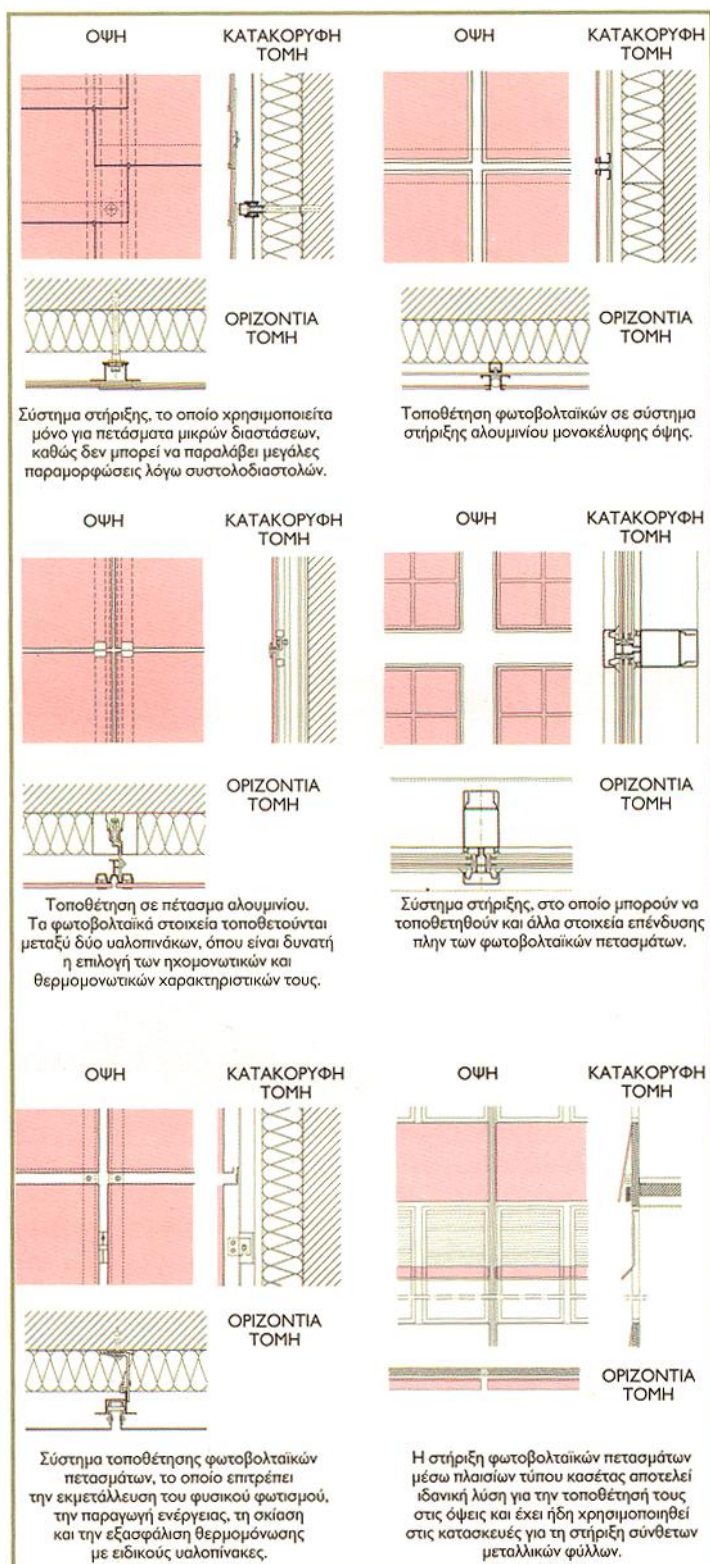 ΟΨΗ
ΚΑΤΑΚΟΡΥΦΗ
ΤΟΜΗ
ΟΡΙΖΟΝΤΙΑ
ΤΟΜΗ
Σύστημα στήριξης, το οποίο χρησιμοποιείτα
μόνο για πετάσματα μικρών διαστάσεων,
καθώς δεν μπορεί να παραλάβει μεγάλες
παραμορφώσεις λόγω συστολοδιαστολών.
ΟΨΗ
ΚΑΤΑΚΟΡΥΦΗ
ΤΟΜΗ
ΟΡΙΖΟΝΤΙΑ
ΤΟΜΗ
Τοποθέτηση φωτοβολταϊκών σε σύστημα
στήριξης αλουμινίου μονοκέλυφης όψης.
ΟΨΗ
ΚΑΤΑΚΟΡΥΦΗ
ΤΟΜΗ
ΟΡΙΖΟΝΤΙΑ
ΤΟΜΗ
Τοποθέτηση σε πέτασμα αλουμινίου.
Τα φωτοβολταϊκά στοιχεία τοποθετούνται
μεταξύ δύο υαλοπινάκων, όπου είναι δυνατή
η επιλογή των ηχομονωτικών και
θερμομονωτικών χαρακτηριστικών τους.
ΟΨΗ
ΚΑΤΑΚΟΡΥΦΗ
ΤΟΜΗ
ΟΡΙΖΟΝΤΙΑ
ΤΟΜΗ
Σύστημα στήριξης, στο οποίο μπορούν να
τοποθετηθούν και άλλα στοιχεία επένδυσης
πλην των φωτοβολταϊκών πετασμάτων.
ΟΨΗ
ΚΑΤΑΚΟΡΥΦΗ
ΤΟΜΗ
ΟΡΙΖΟΝΤΙΑ
ΤΟΜΗ
Σύστημα τοποθέτησης φωτοβολταϊκών
πετασμάτων, το οποίο επιτρέπει
την εκμετάλλευση του φυσικού φωτισμού,
την παραγωγή ενέργειας, τη σκίαση
και την εξασφάλιση θερμομόνωσης
με ειδικούς υαλοπίνακες.
ΟΨΗ
ΚΑΤΑΚΟΡΥΦΗ
ΤΟΜΗ
ΟΡΙΖΟΝΤΙΑ
ΤΟΜΗ
Η στήριξη φωτοβολταϊκών πετασμάτων
μέσω πλαισίων τύπου κασέτας αποτελεί
ιδανική λύση για την τοποθέτησή τους
στις όψεις και έχει ήδη χρησιμοποιηθεί
στις κατασκευές για τη στήριξη σύνθετων
μεταλλικών φύλλων.